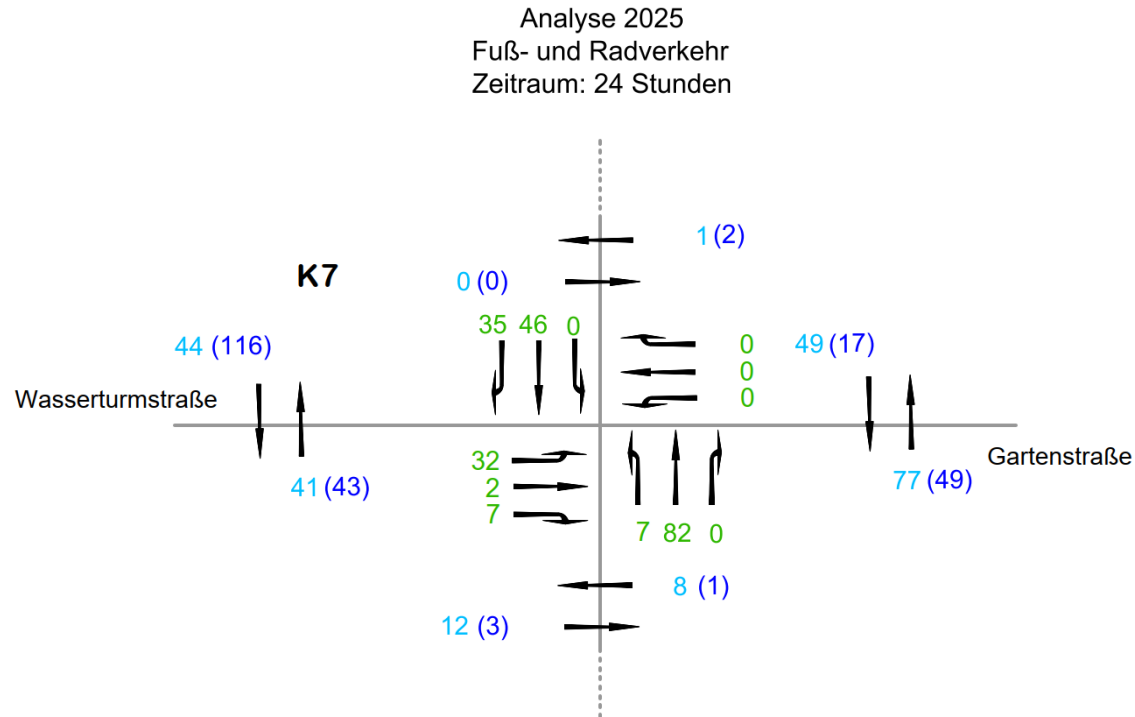 Analyse 2025
Fuß- und Radverkehr
Zeitraum: 24 Stunden
1 (2)
K7
0 (0)
35 46 0
44 (116)
0
49 (17)
0
0
Wasserturmstraße
Gartenstraße
32
2
7
41 (43)
77 (49)
7 82 0
8 (1)
12 (3)